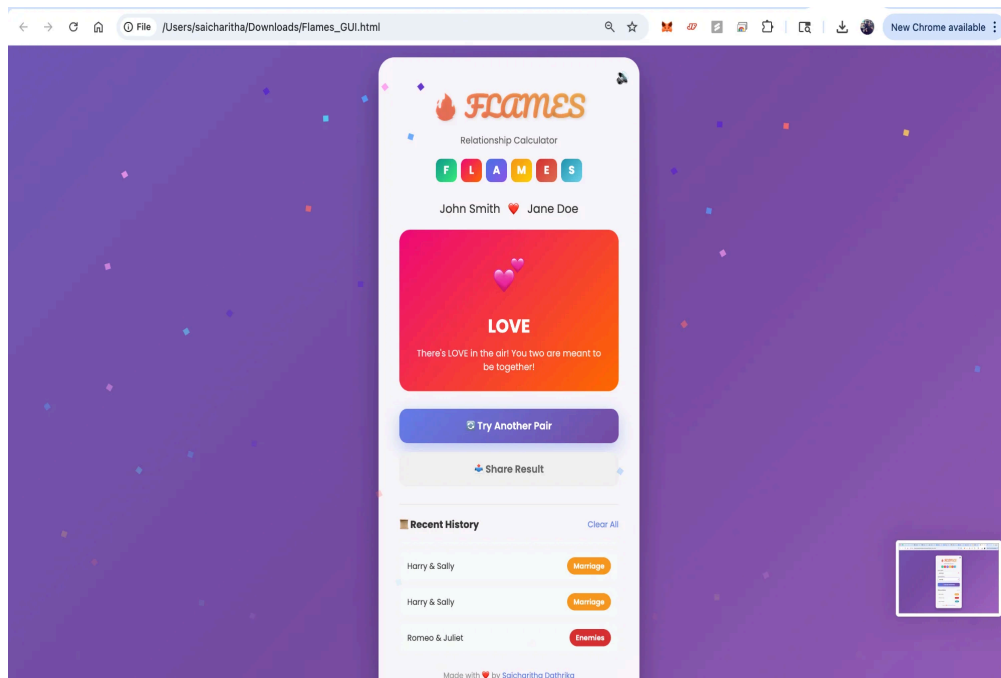 File /Users/saicharitha/Downloads/Flames_GUI.html New Chrome available
FLAMES
Relationship Calculator
F L A M E S
John Smith Jane Doe
LOVE
There's LOVE in the air! You two are meant to
be together!
Try Another Pair
Share Result
Recent History Clear All
Harry & Sally Marriage
Harry & Sally Marriage
Romeo & Juliet Enemies
Made with ❤️ by Saicharitha Dathrika